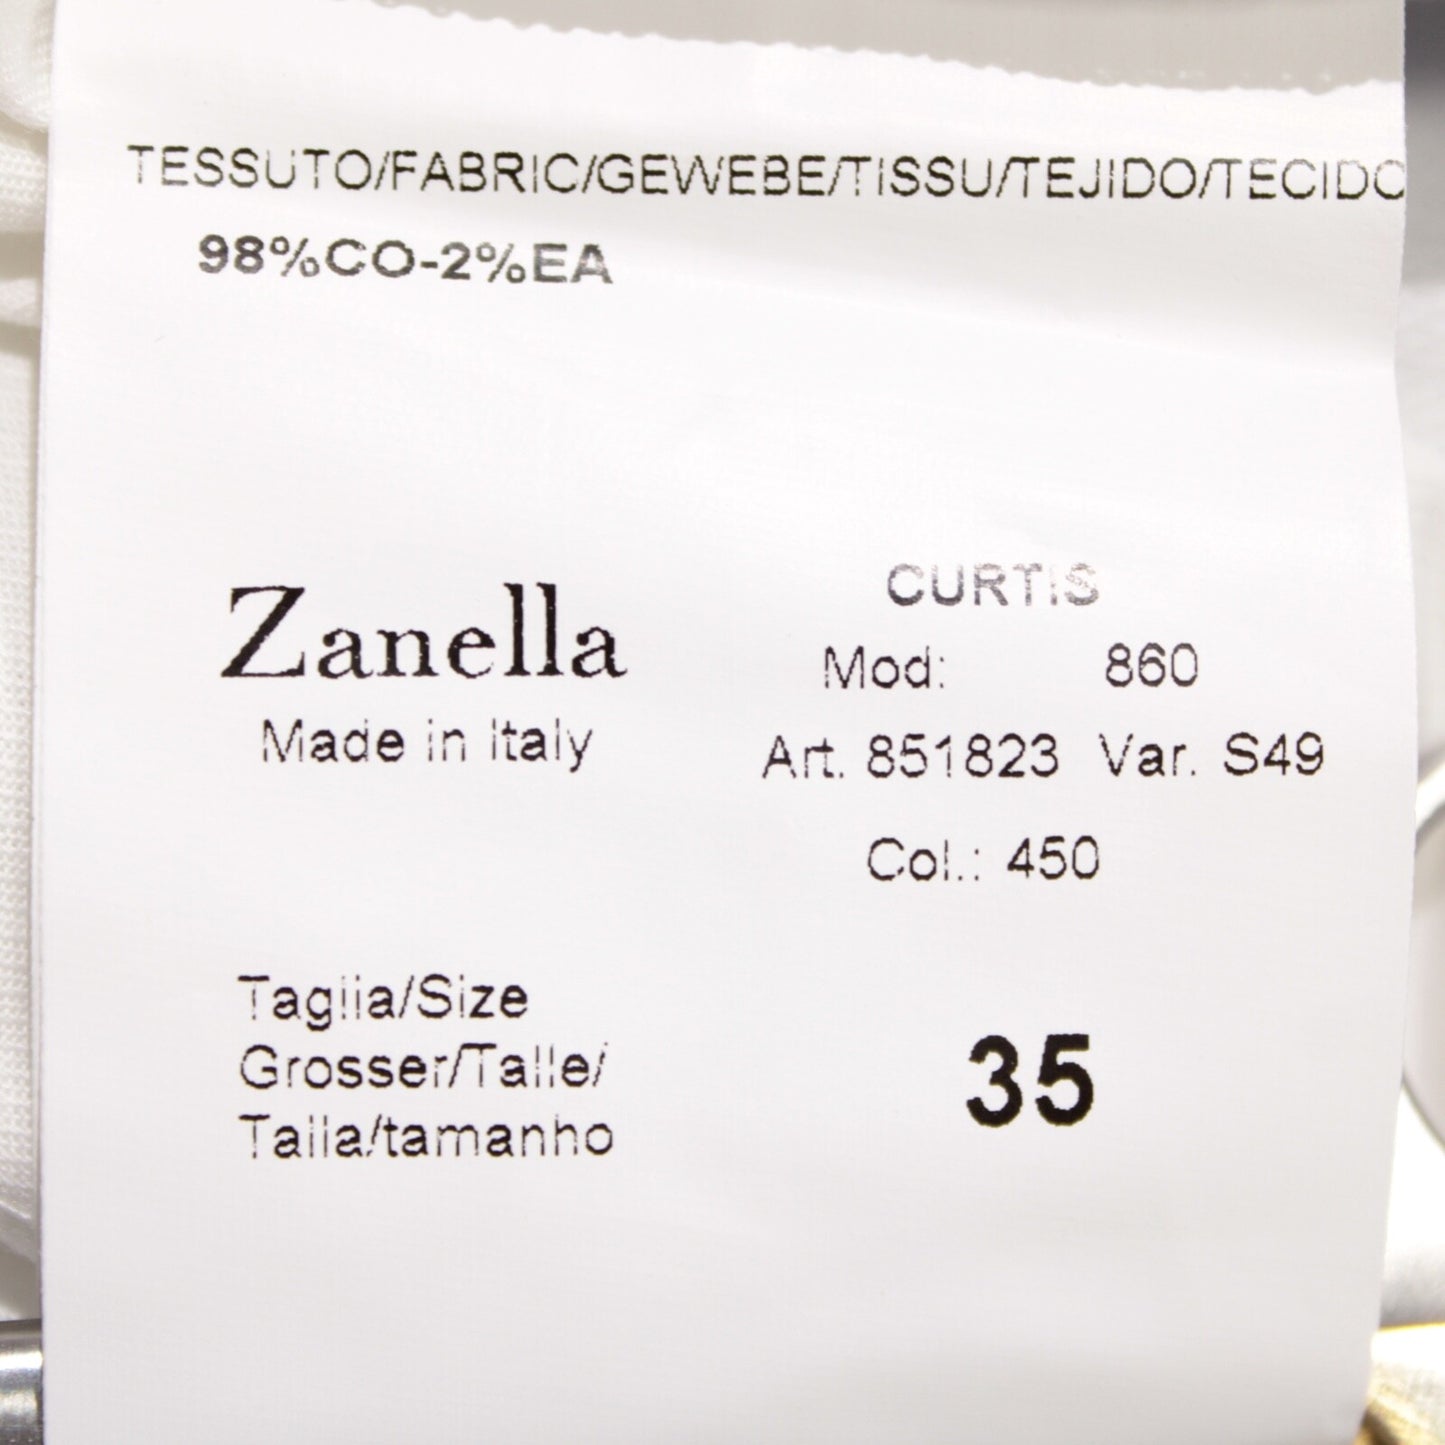 TESSUTO/FABRIC/GEWEBE/TISSU/TEJIDO/TECIDO
98%CO-2%EA
Zanella
Made in Italy
CURTIS
Mod: 860
Art. 851823 Var. S49
Col.: 450
Taglia/Size
Grosser/Talle/
Talla/tamanho
35